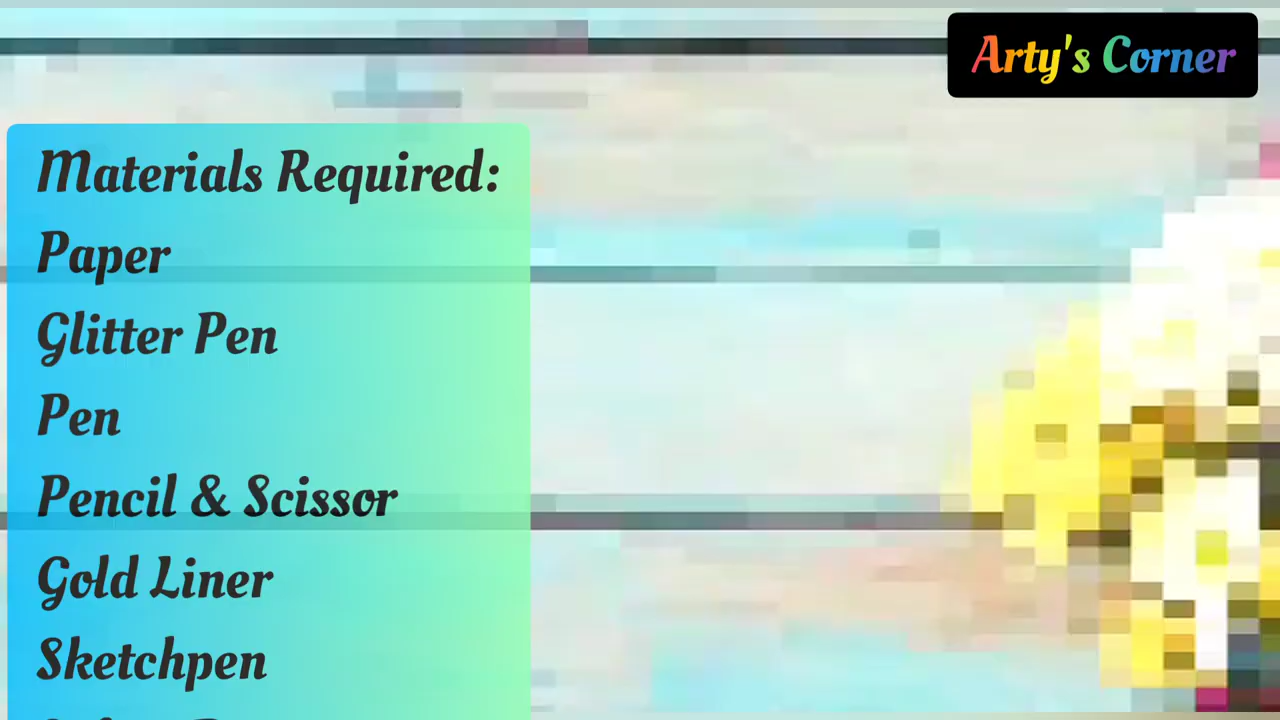 Arty's Corner
Materials Required:
Paper
Glitter Pen
Pen
Pencil & Scissor
Gold Liner
Sketchpen